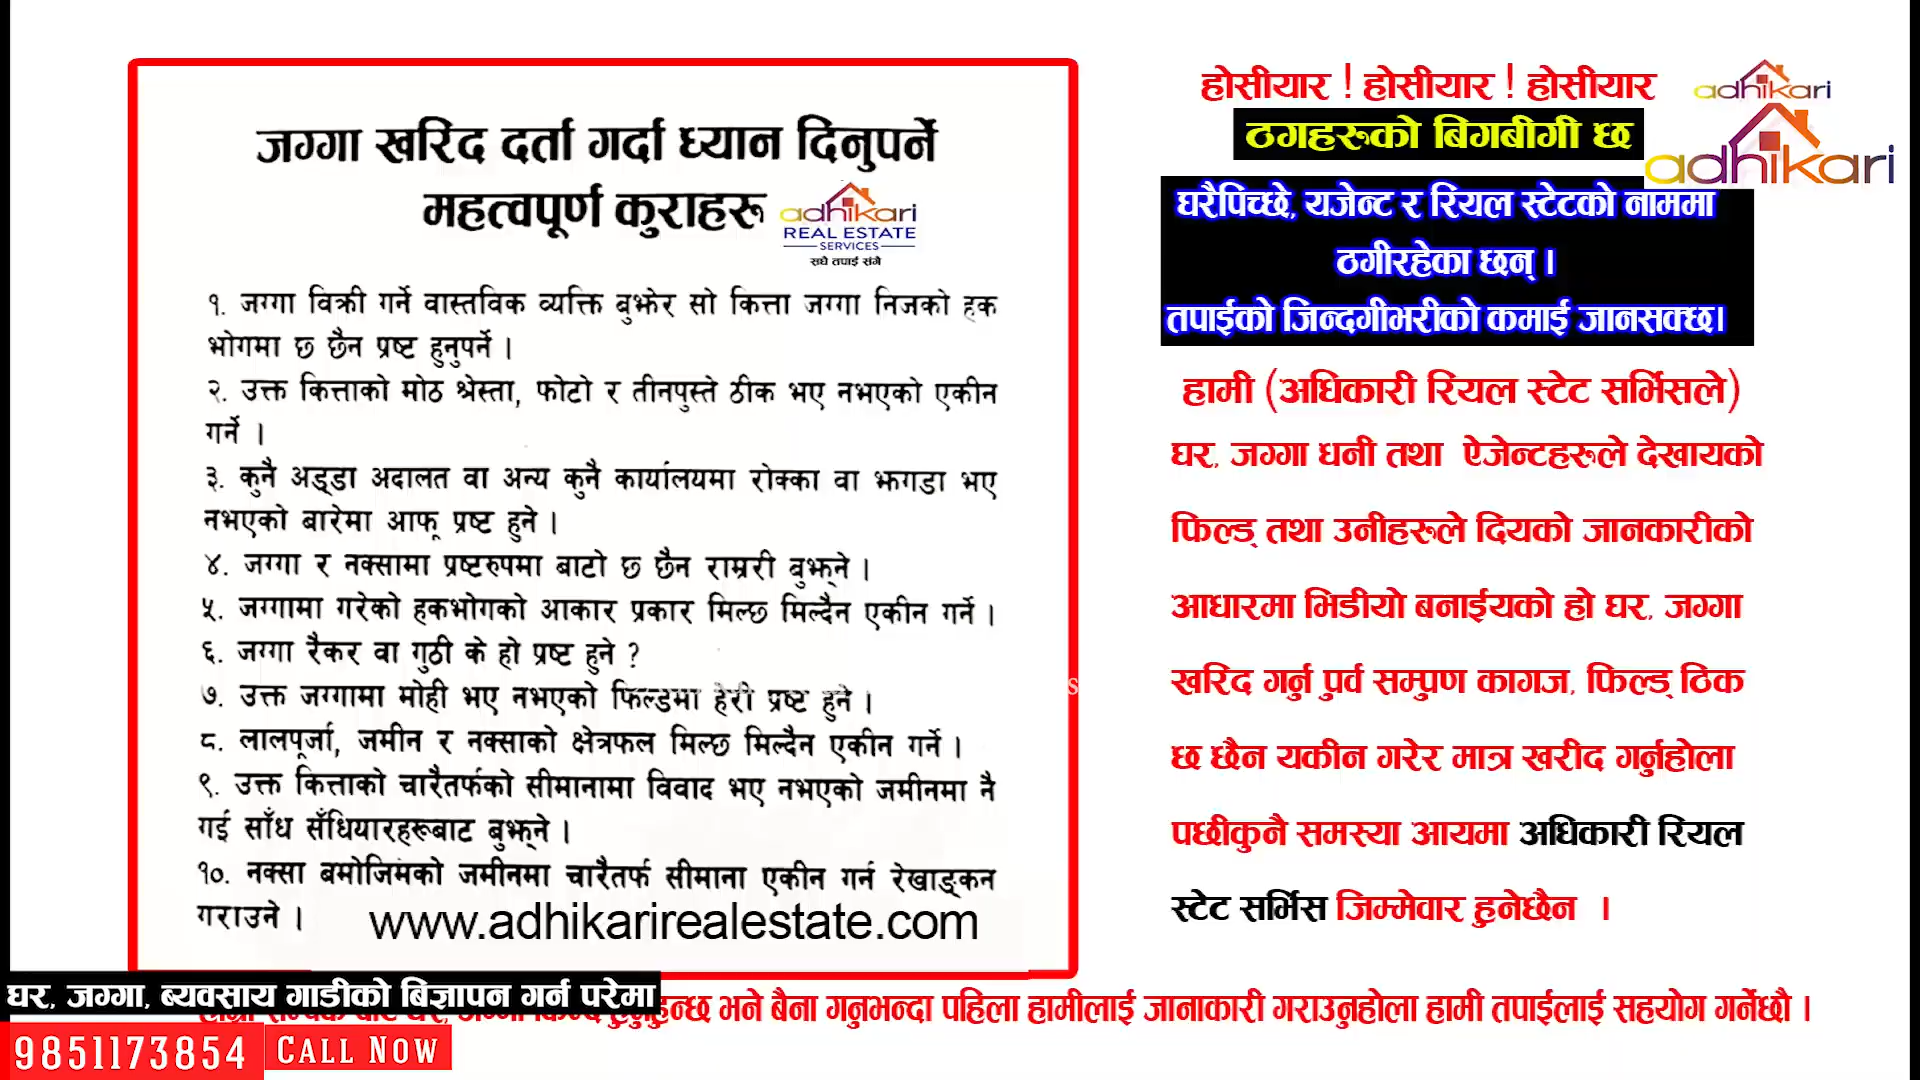 जग्गा खरिद दर्ता गर्दा ध्यान दिनुपर्ने
महत्वपूर्ण कुराहरू
adhikari
REAL ESTATE
SERVICES
सधै तपाई संगै
१. जग्गा विक्री गर्ने वास्तविक व्यक्ति बुझेर सो कित्ता जग्गा निजको हक
भोगमा छ छैन प्रष्ट हुनुपर्ने ।
२. उक्त कित्ताको मोठ श्रेस्ता, फोटो र तीनपुस्ते ठीक भए नभएको एकीन
गर्ने ।
३. कुनै अड्डा अदालत वा अन्य कुनै कार्यालयमा रोक्का वा झगडा भए
नभएको बारेमा आफू प्रष्ट हुने ।
४. जग्गा र नक्सामा प्रष्टरुपमा बाटो छ छैन राम्ररी बुझ्ने ।
५. जग्गामा गरेको हकभोगको आकार प्रकार मिल्छ मिल्दैन एकीन गर्ने ।
६. जग्गा रैकर वा गुठी के हो प्रष्ट हुने ?
७. उक्त जग्गामा मोही भए नभएको फिल्डमा हेरी प्रष्ट हुने ।
८. लालपूर्जा, जमीन र नक्साको क्षेत्रफल मिल्छ मिल्दैन एकीन गर्ने ।
९. उक्त कित्ताको चारैतर्फको सीमानामा विवाद भए नभएको जमीनमा नै
गई साँध सँधियारहरूबाट बुझ्ने ।
१०. नक्सा बमोजिमको जमीनमा चारैतर्फ सीमाना एकीन गर्न रेखाङ्कन
गराउने ।
www.adhikarirealestate.com
होसीयार ! होसीयार ! होसीयार
adhikari
ठगहरुको बिगबीगी छ
adhikari
घरैपिच्छे, यजेन्ट र रियल स्टेटको नाममा
ठगीरहेका छन् ।
तपाईको जिन्दगीभरीको कमाई जानसक्छ।
हामी (अधिकारी रियल स्टेट सर्भिसले)
घर, जग्गा धनी तथा ऐजेन्टहरुले देखायको
फिल्ड् तथा उनीहरुले दियको जानकारीको
आधारमा भिडीयो बनाईयको हो घर, जग्गा
खरिद गर्नु पुर्व सम्पुण कागज, फिल्ड् ठिक
छ छैन यकीन गरेर मात्र खरीद गर्नुहोला
पछीकुनै समस्या आयमा अधिकारी रियल
स्टेट सर्भिस जिम्मेवार हुनेछैन ।
घर, जग्गा, ब्यवसाय गाडीको बिज्ञापन गर्न परेमा
भने बैना गनुभन्दा पहिला हामीलाई जानाकारी गराउनुहोला हामी तपाईलाई सहयोग गर्नेछौ ।
9851173854 CALL NOW